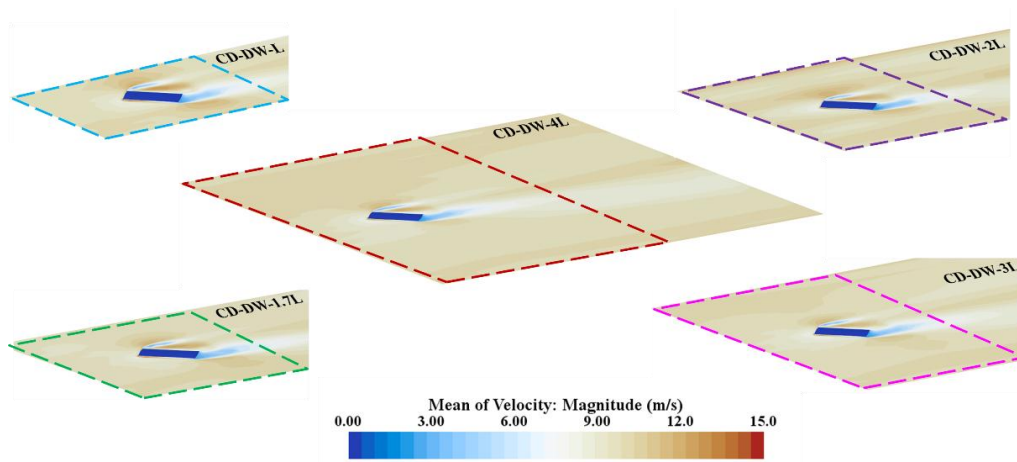 CD-DW-L
CD-DW-2L
CD-DW-4L
CD-DW-1.7L
CD-DW-3L
Mean of Velocity: Magnitude (m/s)
0.00 3.00 6.00 9.00 12.0 15.0